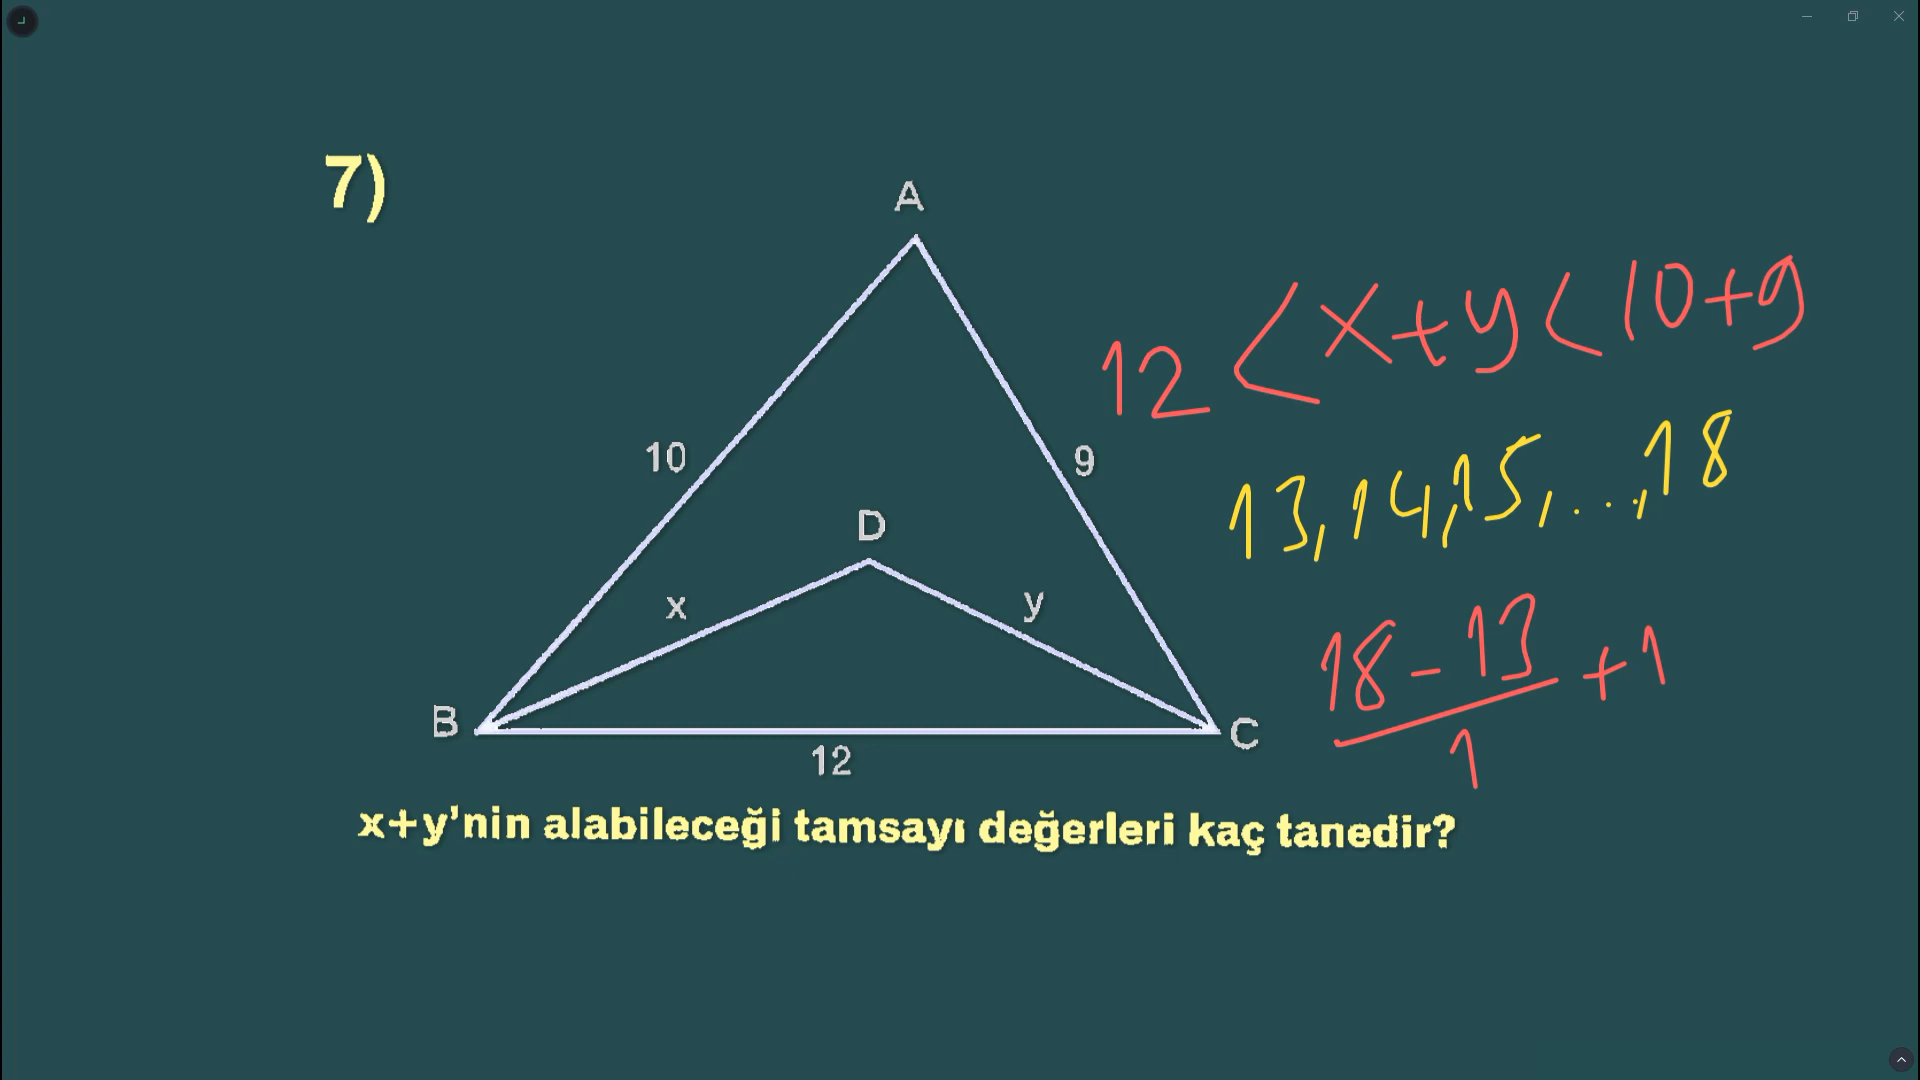 7)
A
12 < x+y < 10+9
10
9
13, 14, 15, ..., 18
D
x
y
18 - 13 + 1
1
B
C
12
x+y'nin alabileceği tamsayı değerleri kaç tanedir?